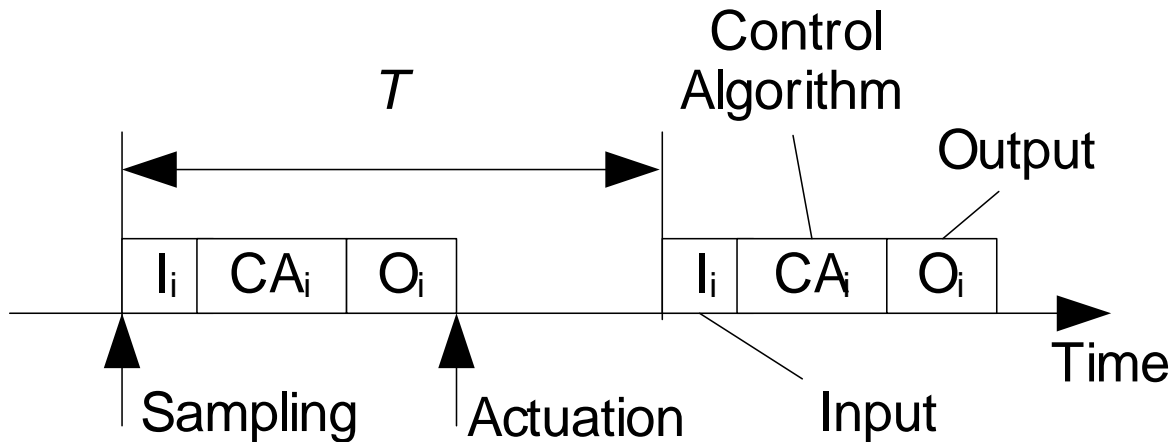 Control
Algorithm
T
Output
Iᵢ CAᵢ Oᵢ
Iᵢ CAᵢ Oᵢ
Time
Sampling
Actuation
Input